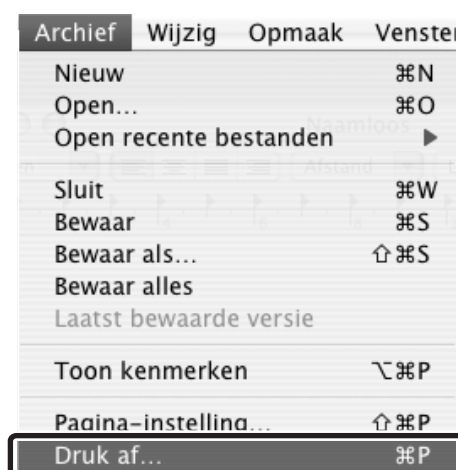 Archief Wijzig Opmaak Venster
Nieuw ⌘N
Open... ⌘O
Open recente bestanden ▶
Sluit ⌘W
Bewaar ⌘S
Bewaar als... ⇧⌘S
Bewaar alles
Laatst bewaarde versie
Toon kenmerken ⌥⌘P
Pagina-instelling... ⇧⌘P
Druk af... ⌘P